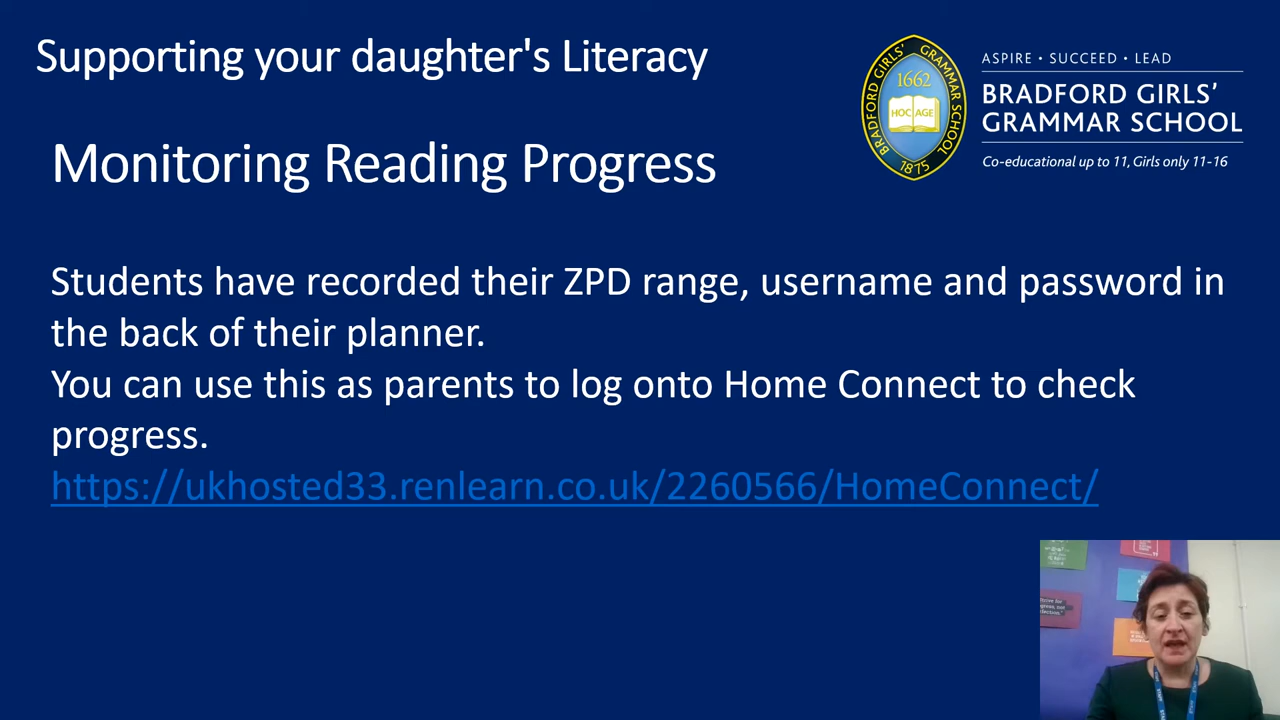 Supporting your daughter's Literacy
Monitoring Reading Progress
BRADFORD GIRLS' GRAMMAR SCHOOL
1662
HOC AGE
1875
ASPIRE • SUCCEED • LEAD
BRADFORD GIRLS'
GRAMMAR SCHOOL
Co-educational up to 11, Girls only 11-16
Students have recorded their ZPD range, username and password in
the back of their planner.
You can use this as parents to log onto Home Connect to check
progress.
https://ukhosted33.renlearn.co.uk/2260566/HomeConnect/